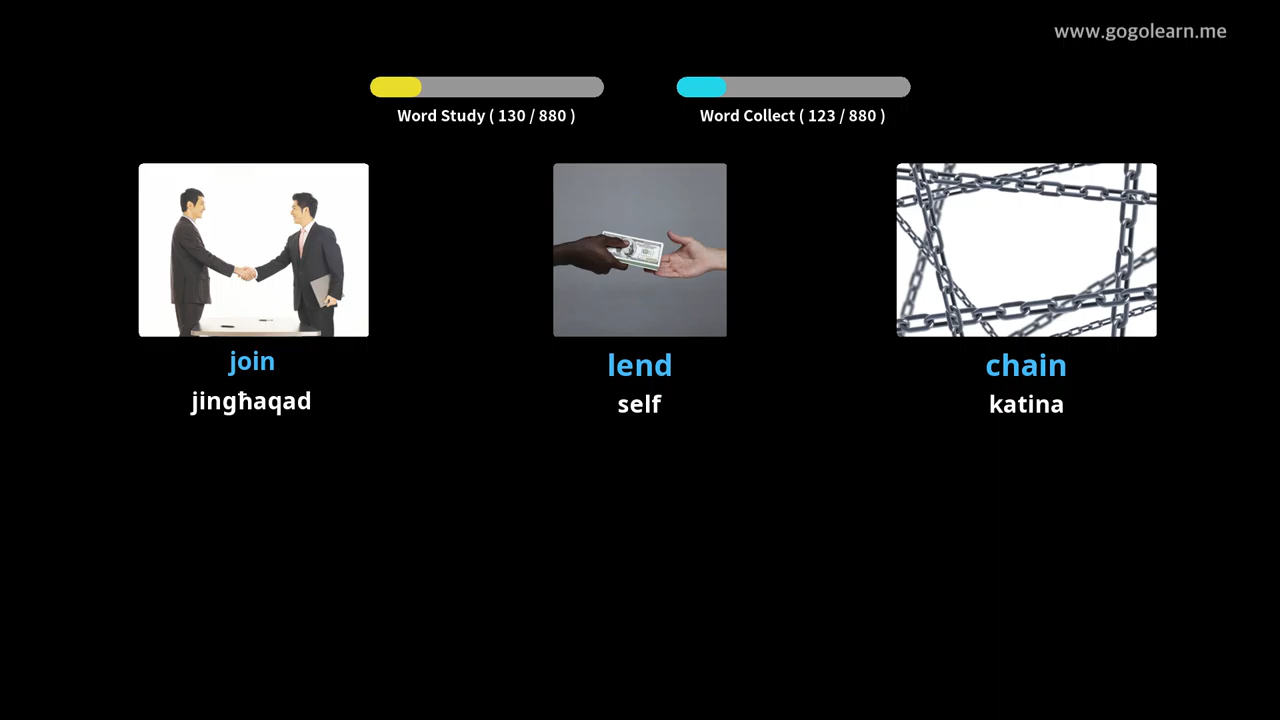 www.gogolearn.me
Word Study ( 130 / 880 )
Word Collect ( 123 / 880 )
join
lend
chain
jingħaqad
self
katina